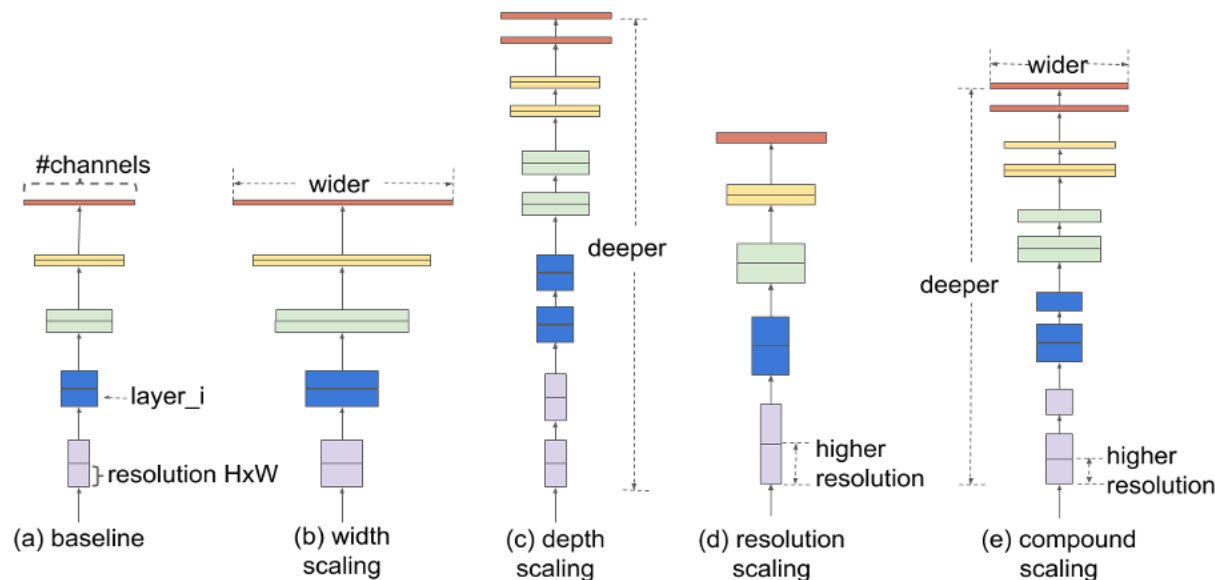 #channels
layer_i
resolution HxW
(a) baseline
wider
(b) width
scaling
deeper
(c) depth
scaling
higher
resolution
(d) resolution
scaling
wider
deeper
higher
resolution
(e) compound
scaling